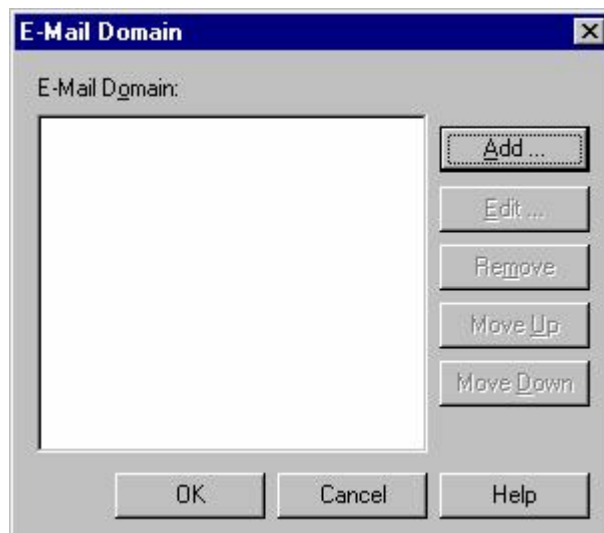 E-Mail Domain
E-Mail Domain:
Add ...
Edit ...
Remove
Move Up
Move Down
OK
Cancel
Help